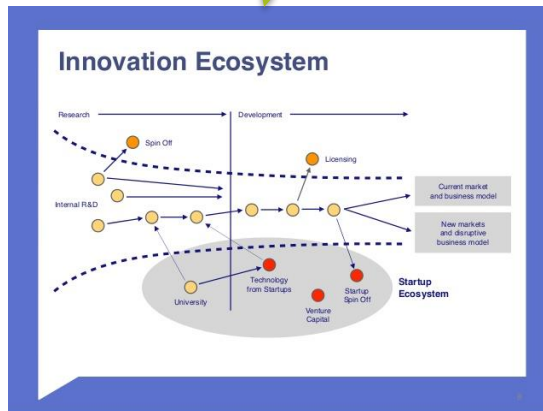 Innovation Ecosystem
Research
Development
Spin Off
Licensing
Current market
and business model
Internal R&D
New markets
and disruptive
business model
Technology
from Startups
Startup
Spin Off
Startup
Ecosystem
University
Venture
Capital